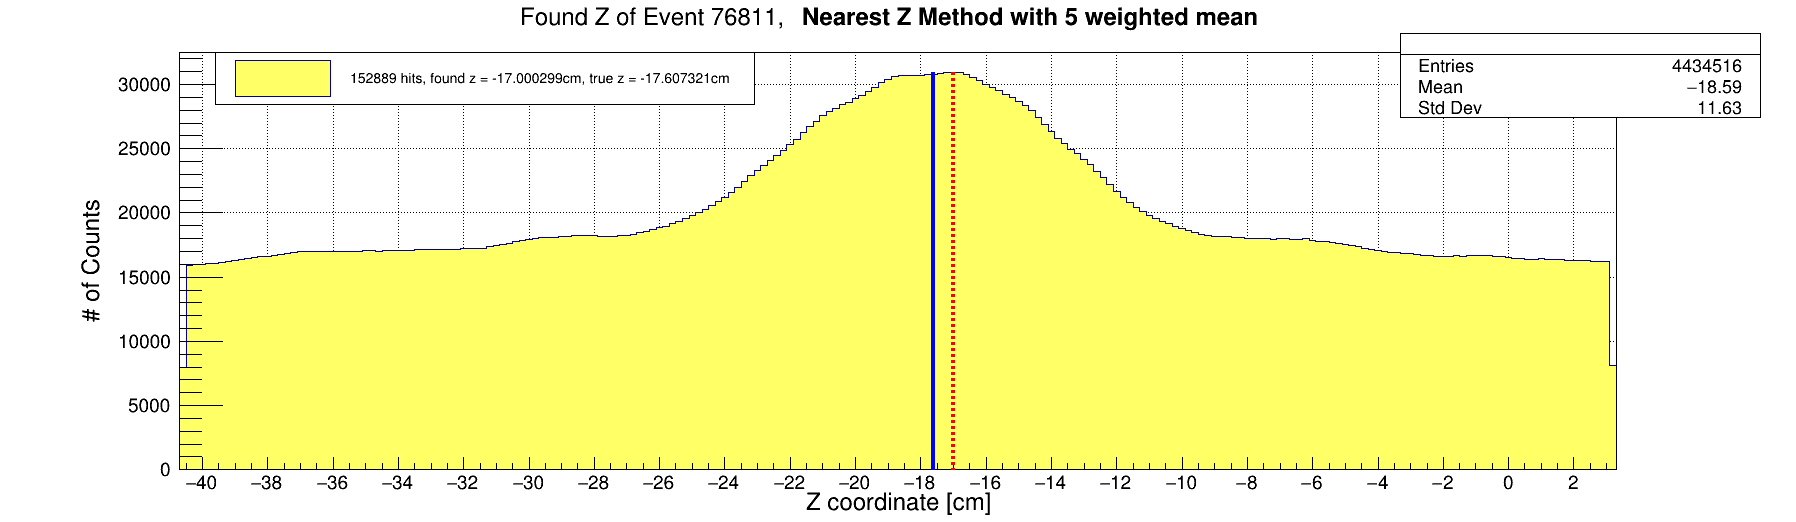 Found Z of Event 76811, Nearest Z Method with 5 weighted mean
152889 hits, found z = -17.000299cm, true z = -17.607321cm
Entries 4434516
Mean −18.59
Std Dev 11.63
# of Counts
30000
25000
20000
15000
10000
5000
0
−40 −38 −36 −34 −32 −30 −28 −26 −24 −22 −20 −18 −16 −14 −12 −10 −8 −6 −4 −2 0 2
Z coordinate [cm]